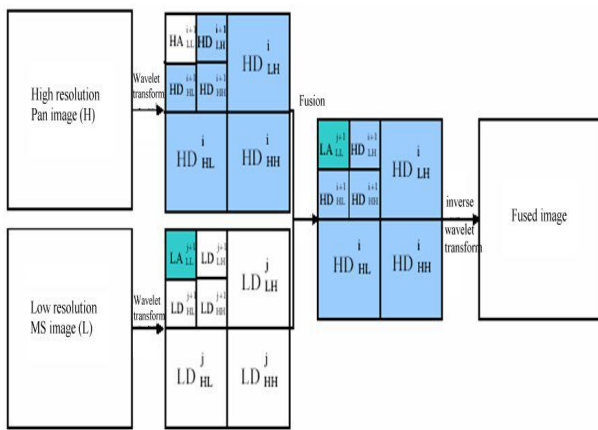 High resolution
Pan image (H)
Wavelet
transform
HA i+1 LL
HD i+1 LH
HD i LH
HD i+1 HL
HD i+1 HH
HD i HL
HD i HH
Low resolution
MS image (L)
Wavelet
transform
LA j+1 LL
LD j+1 LH
LD j LH
LD j+1 HL
LD j+1 HH
LD j HL
LD j HH
Fusion
LA j+1 LL
HD i+1 LH
HD i LH
HD i+1 HL
HD i+1 HH
HD i HL
HD i HH
inverse
wavelet
transform
Fused image